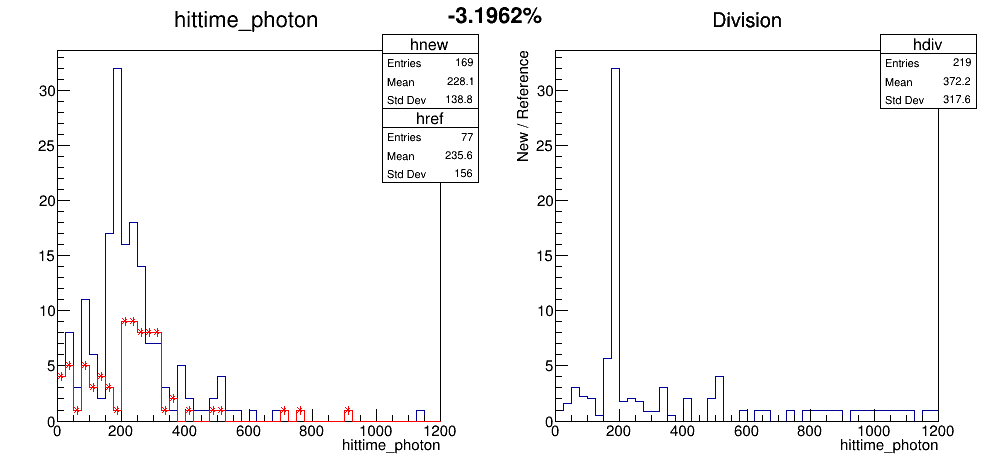 hittime_photon
-3.1962%
Division
hnew
Entries 169
Mean 228.1
Std Dev 138.8
href
Entries 77
Mean 235.6
Std Dev 156
0
5
10
15
20
25
30
0 200 400 600 800 1000 1200
hittime_photon
hdiv
Entries 219
Mean 372.2
Std Dev 317.6
New / Reference
0
5
10
15
20
25
30
0 200 400 600 800 1000 1200
hittime_photon